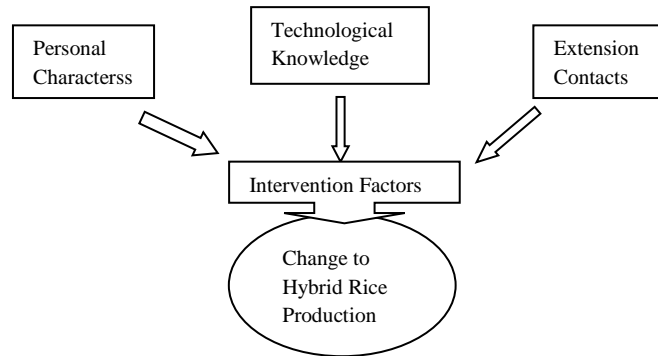 Personal
Characterss
Technological
Knowledge
Extension
Contacts
Intervention Factors
Change to
Hybrid Rice
Production